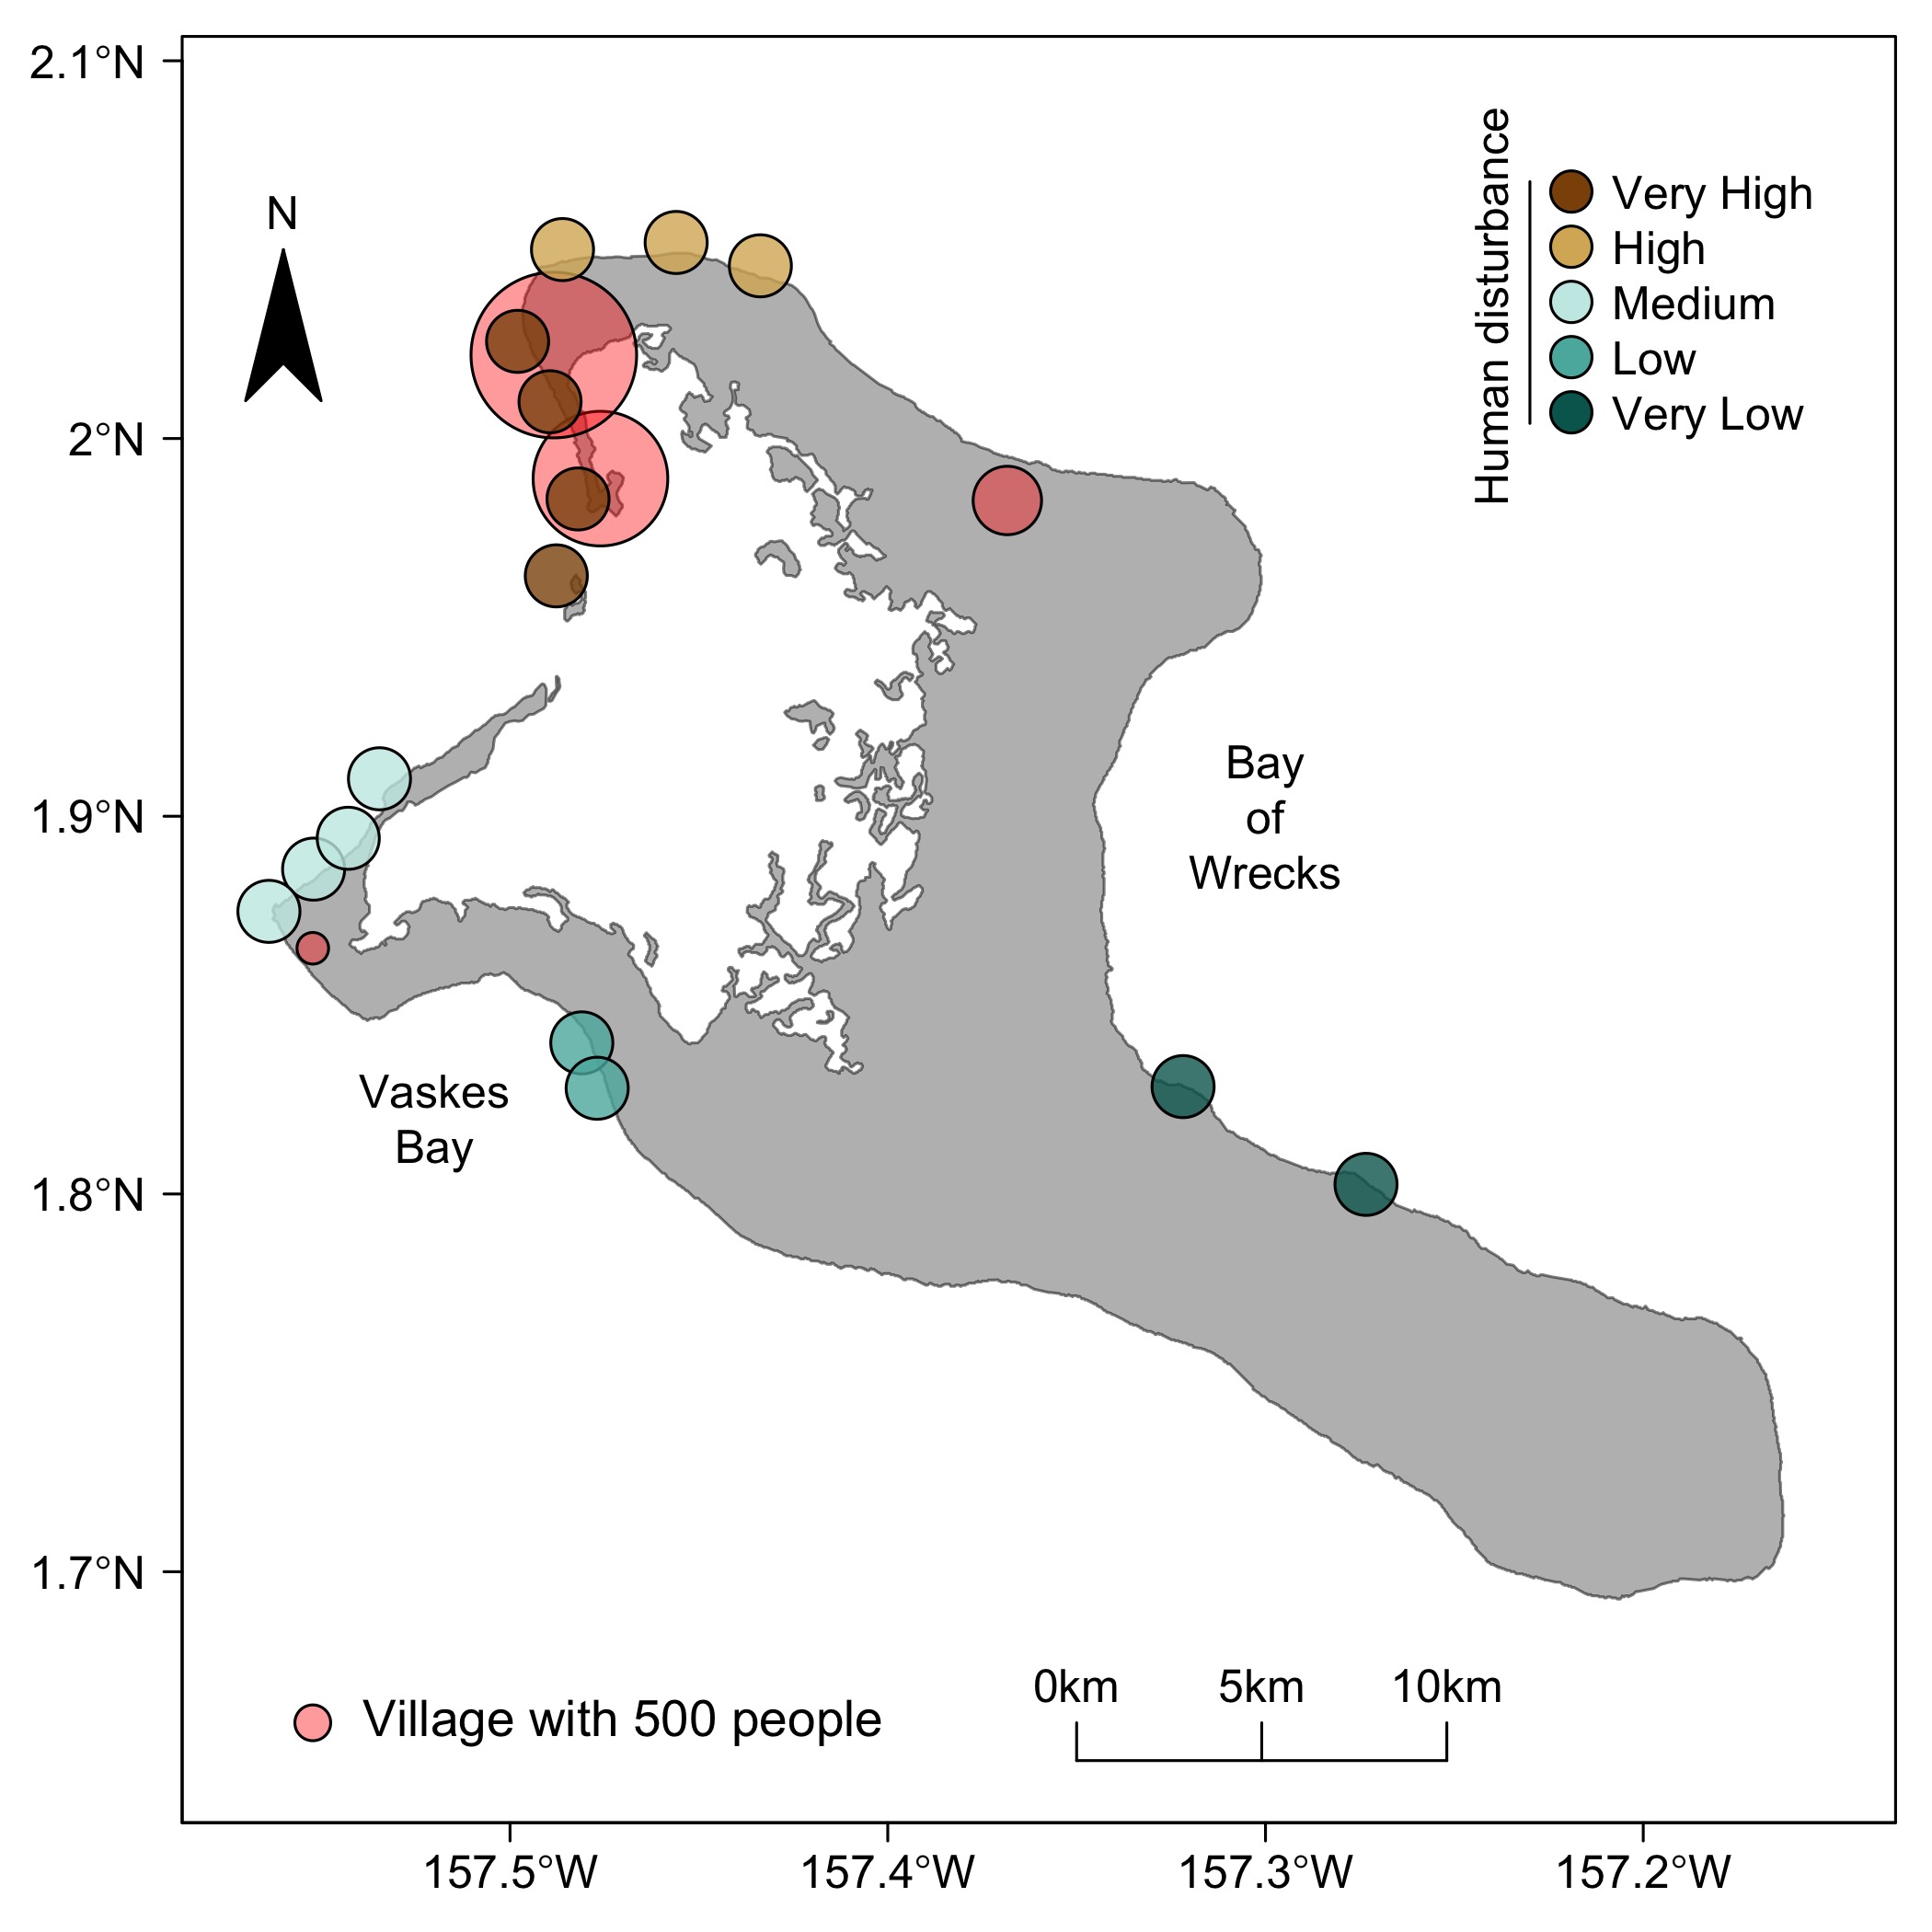 2.1°N
2°N
1.9°N
1.8°N
1.7°N
N
Human disturbance
Very High
High
Medium
Low
Very Low
Bay
of
Wrecks
Vaskes
Bay
Village with 500 people
0km 5km 10km
157.5°W 157.4°W 157.3°W 157.2°W